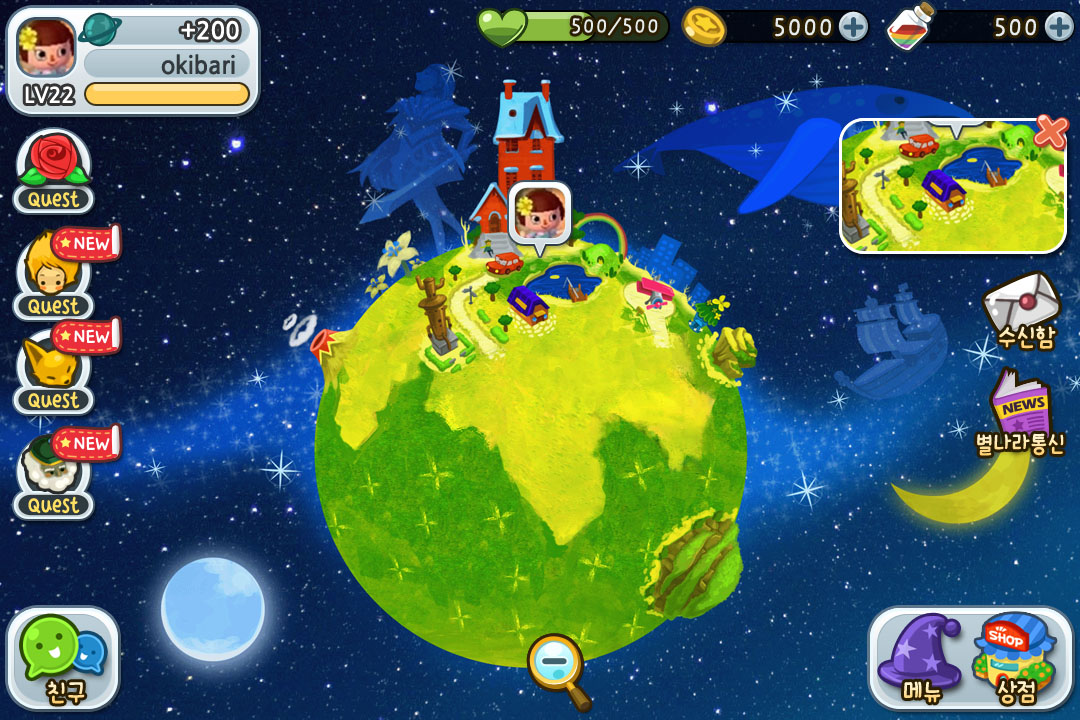 +200
okibari
LV22
500/500
5000
500
Quest
NEW
Quest
NEW
Quest
NEW
Quest
수신함
NEWS
별나라통신
친구
SHOP
메뉴
상점